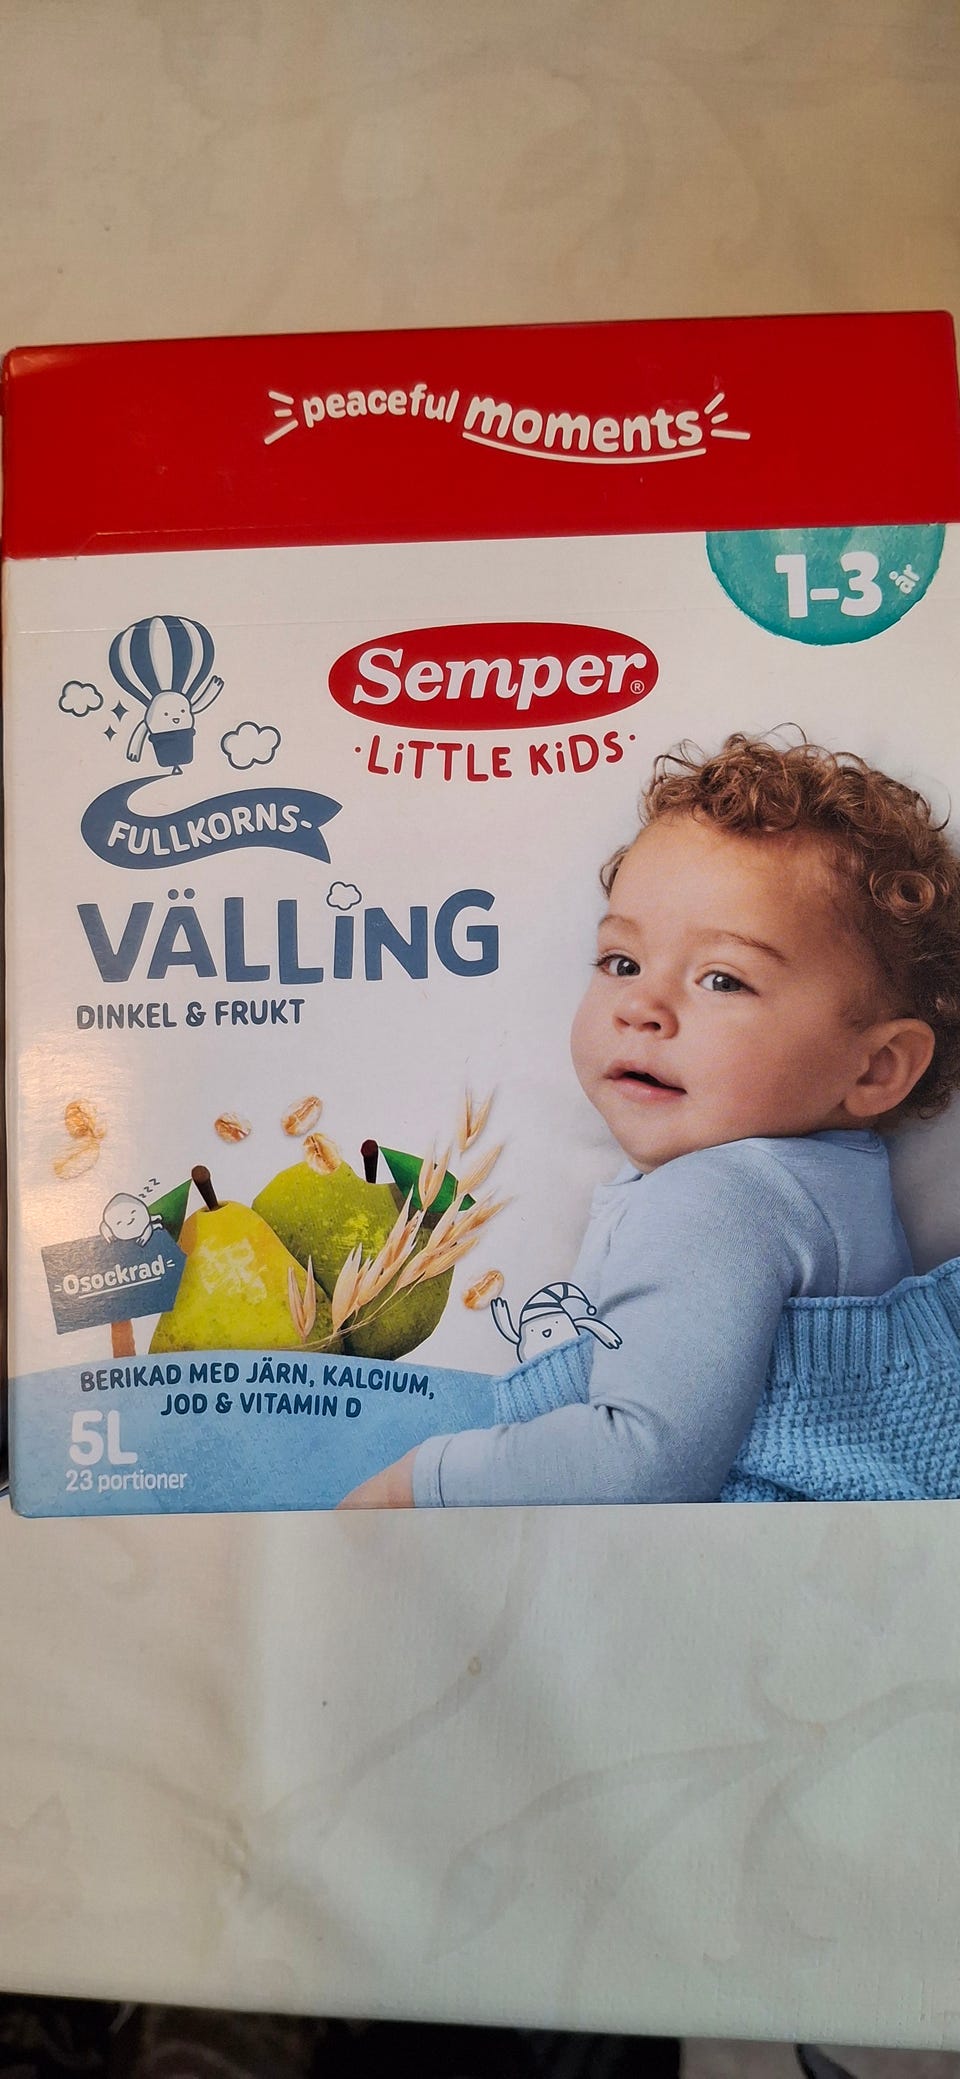 peaceful moments
1-3 år
Semper®
·LiTTLE KiDS·
FULLKORNS-
VÄLLiNG
DINKEL & FRUKT
zzz
Osockrad
BERIKAD MED JÄRN, KALCIUM,
JOD & VITAMIN D
5L
23 portioner